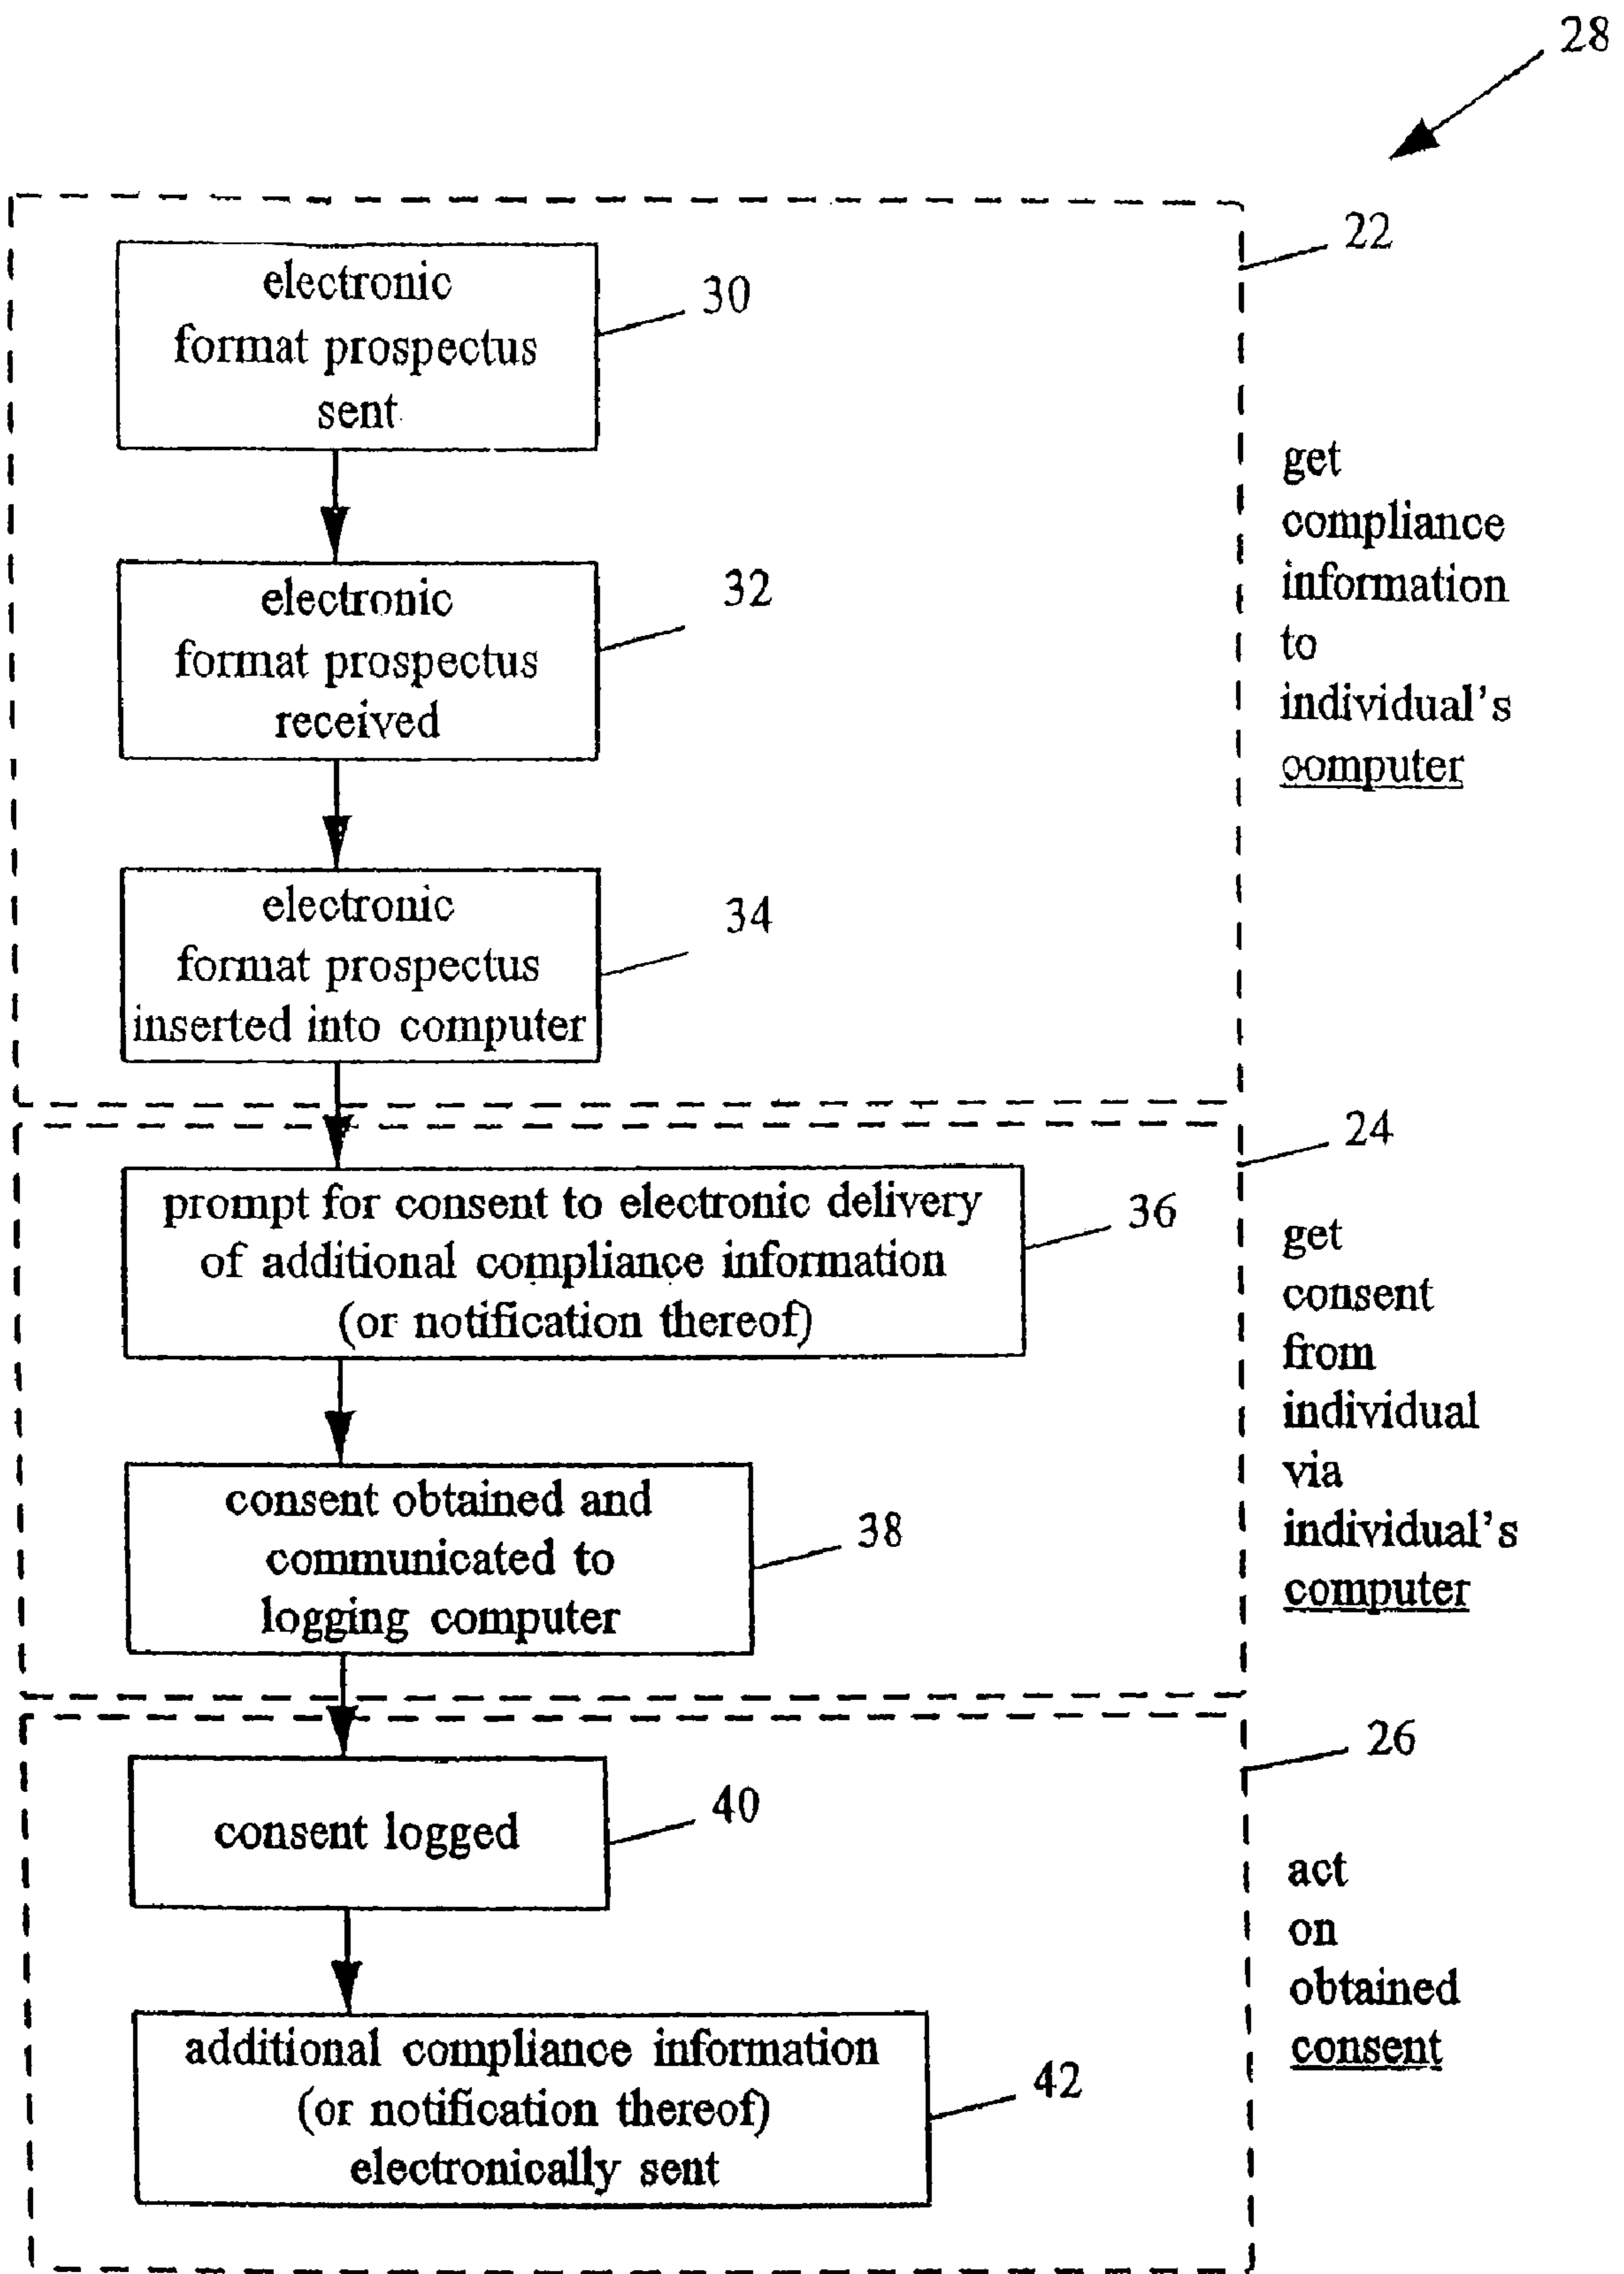 28
22
electronic
format prospectus
sent
30
get
compliance
information
to
individual's
computer
electronic
format prospectus
received
32
electronic
format prospectus
inserted into computer
34
24
prompt for consent to electronic delivery
of additional compliance information
(or notification thereof)
36
get
consent
from
individual
via
individual's
computer
consent obtained and
communicated to
logging computer
38
26
consent logged
40
act
on
obtained
consent
additional compliance information
(or notification thereof)
electronically sent
42